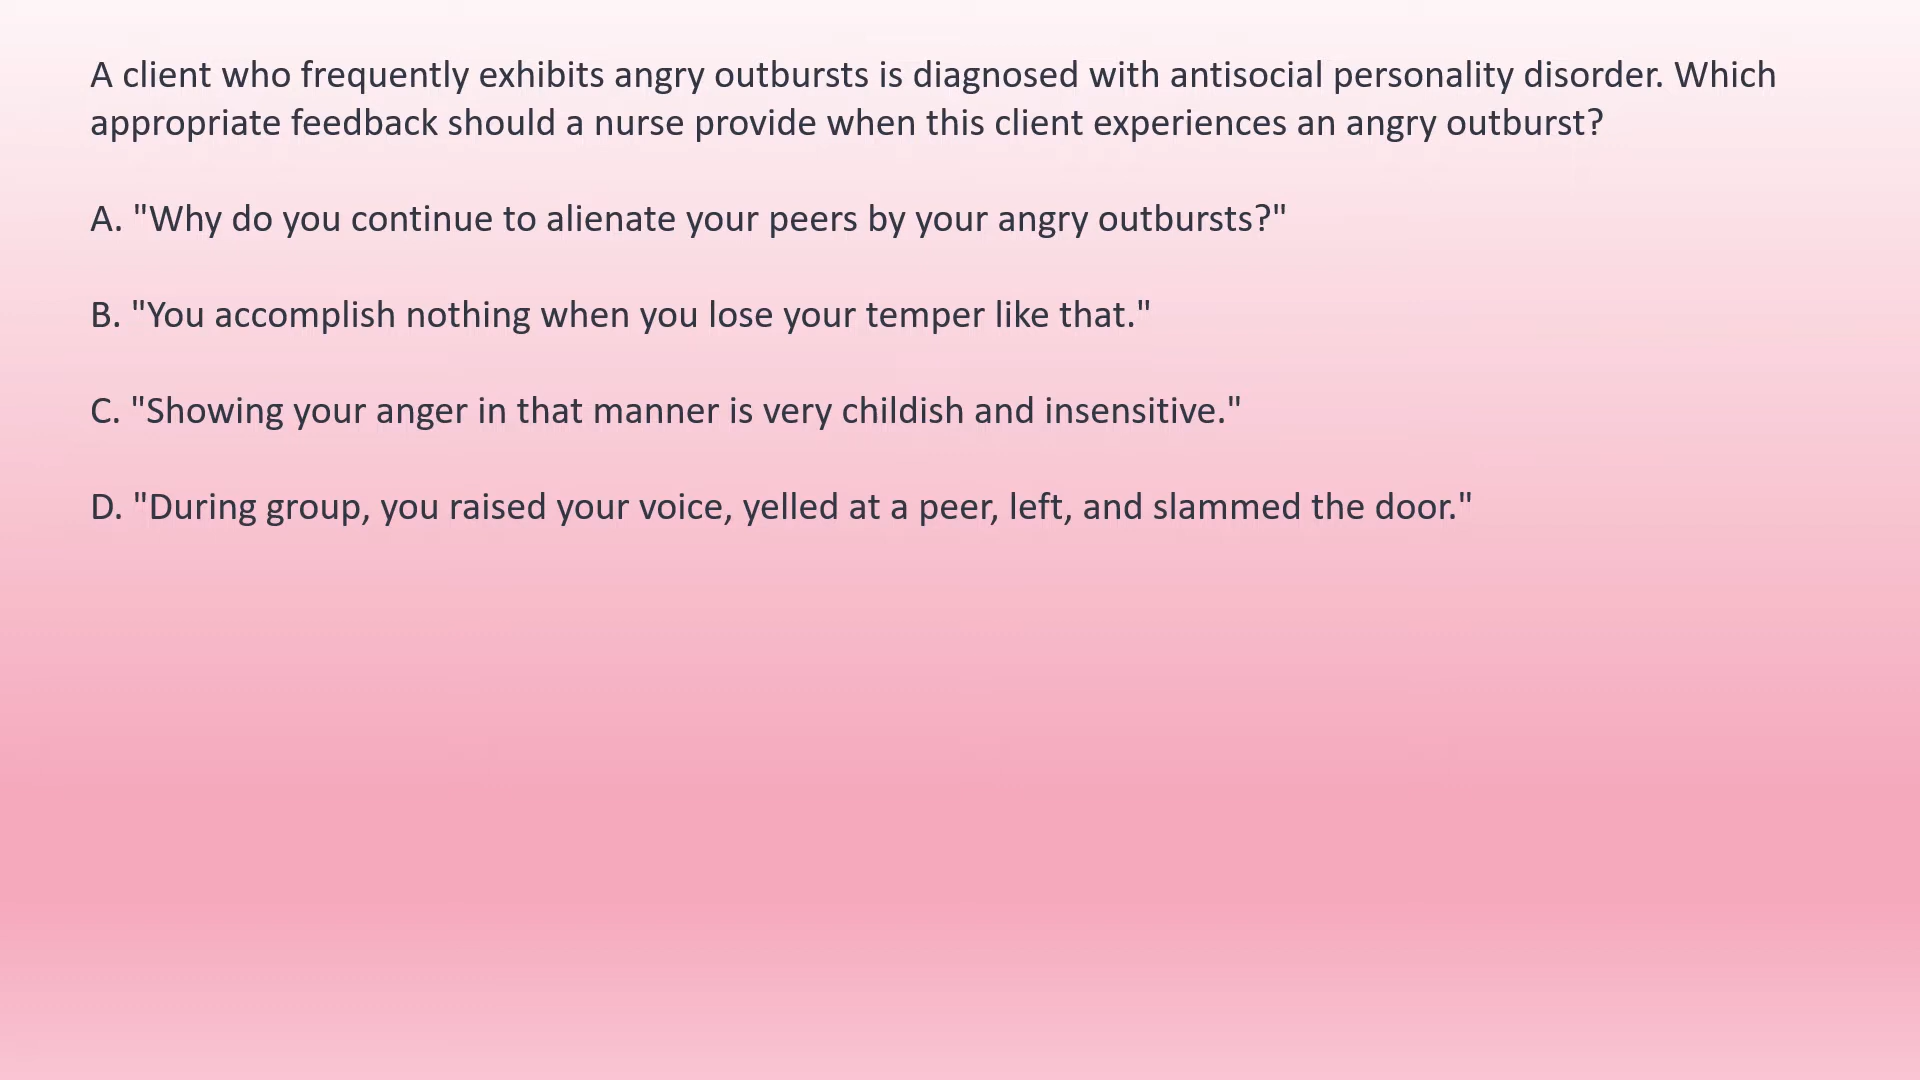 A client who frequently exhibits angry outbursts is diagnosed with antisocial personality disorder. Which
appropriate feedback should a nurse provide when this client experiences an angry outburst?
A. "Why do you continue to alienate your peers by your angry outbursts?"
B. "You accomplish nothing when you lose your temper like that."
C. "Showing your anger in that manner is very childish and insensitive."
D. "During group, you raised your voice, yelled at a peer, left, and slammed the door."